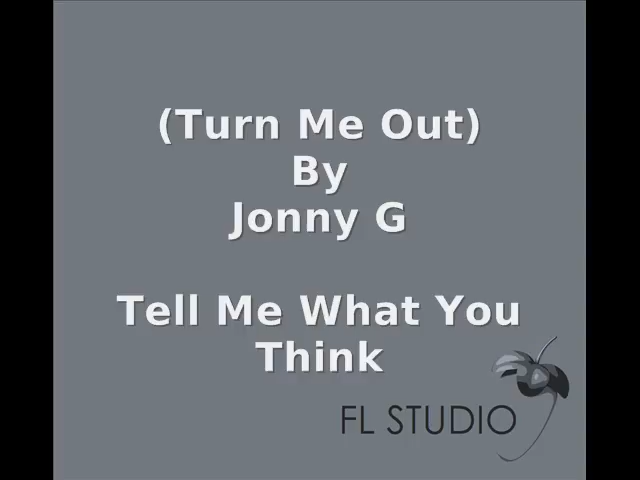 (Turn Me Out)
By
Jonny G
Tell Me What You
Think
FL STUDIO